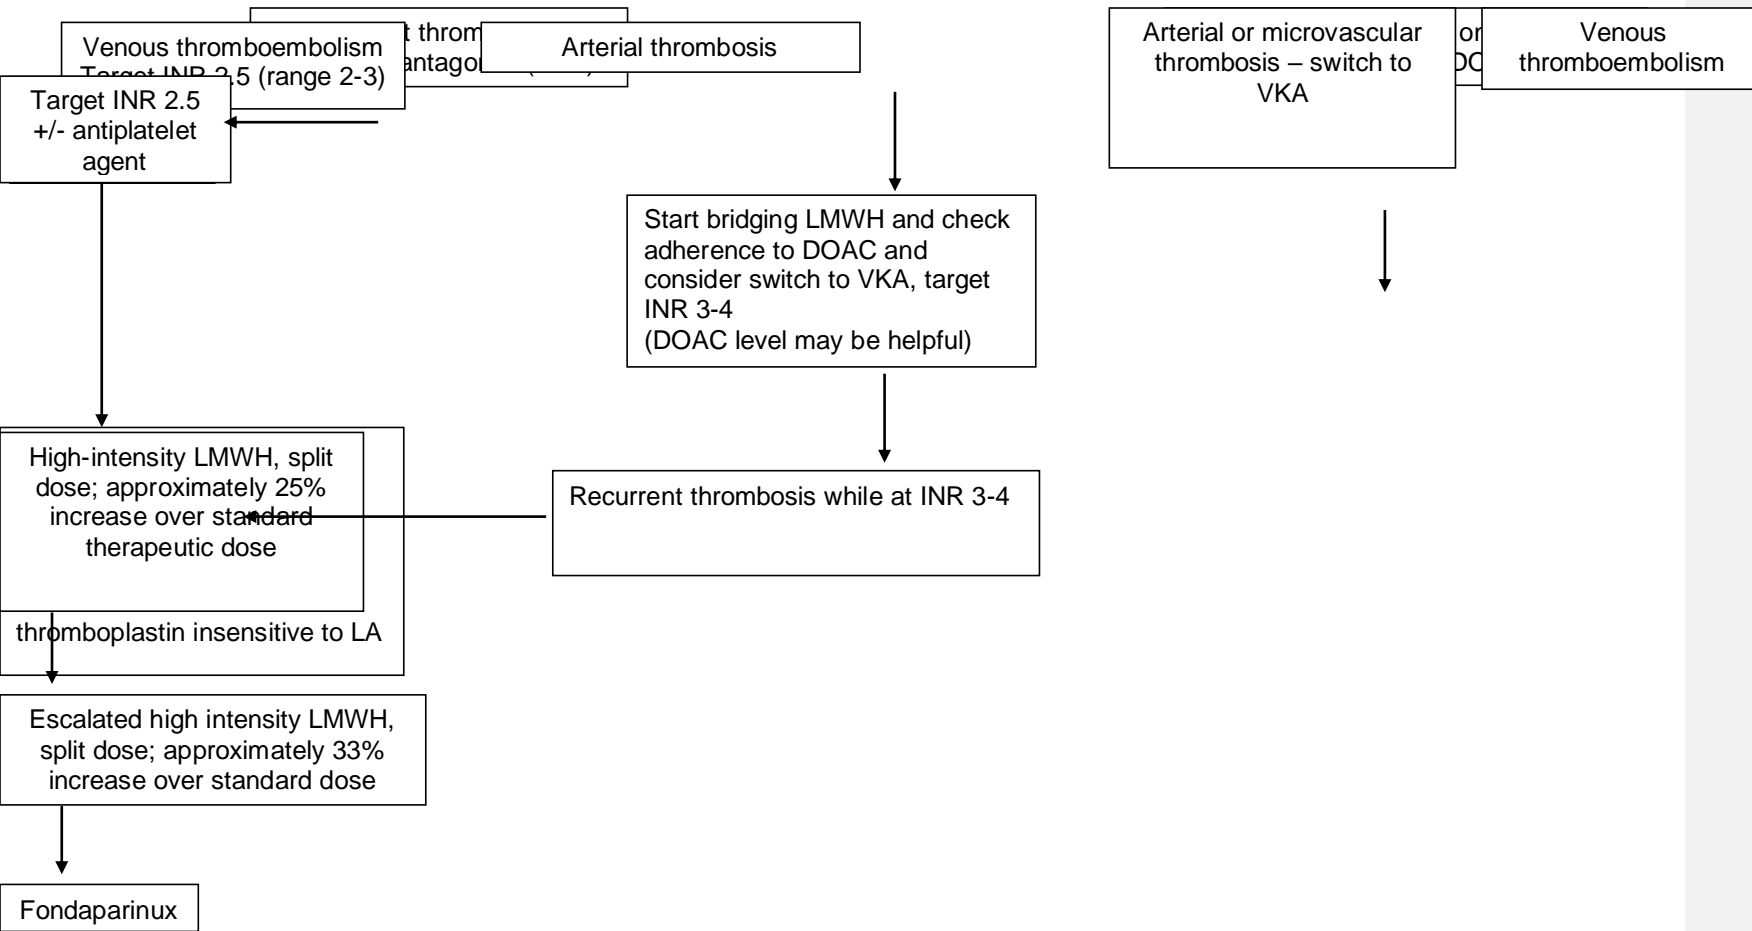 Venous thromboembolism
Target INR 2.5 (range 2-3)
Arterial thrombosis
Target INR 2.5
+/- antiplatelet
agent
Arterial or microvascular
thrombosis – switch to
VKA
Venous
thromboembolism
Start bridging LMWH and check
adherence to DOAC and
consider switch to VKA, target
INR 3-4
(DOAC level may be helpful)
High-intensity LMWH, split
dose; approximately 25%
increase over standard
therapeutic dose
Recurrent thrombosis while at INR 3-4
thromboplastin insensitive to LA
Escalated high intensity LMWH,
split dose; approximately 33%
increase over standard dose
Fondaparinux